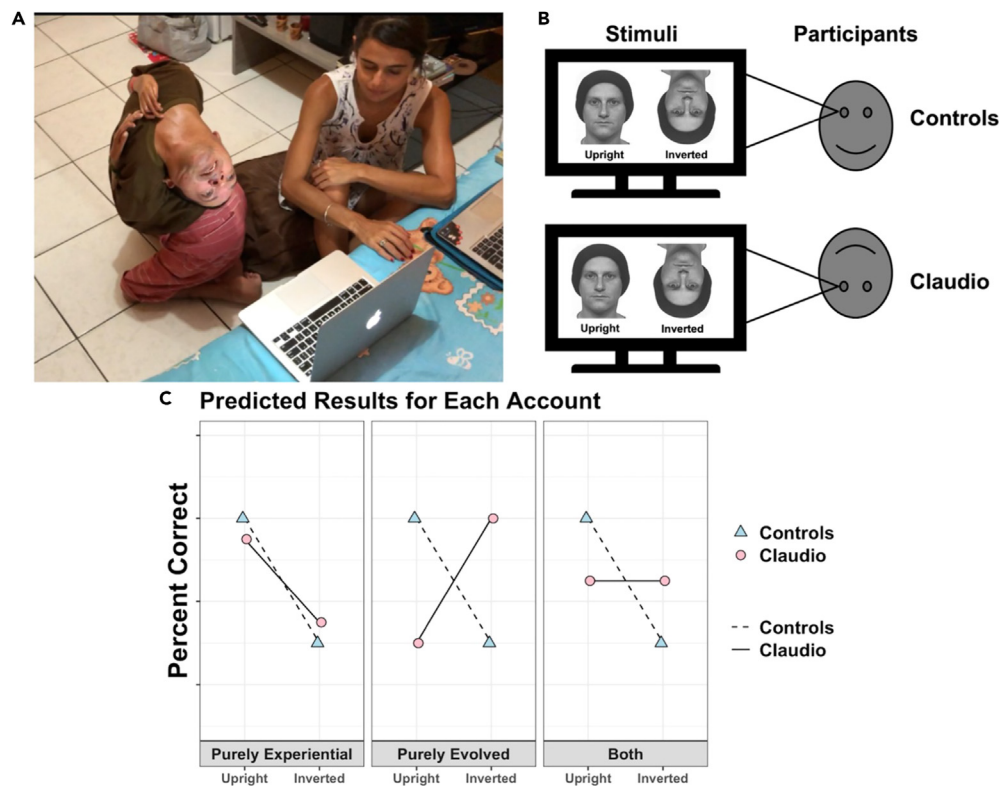 A
B
Stimuli
Participants
Upright
Inverted
Controls
Upright
Inverted
Claudio
C
Predicted Results for Each Account
Percent Correct
Controls
Claudio
Controls
Claudio
Purely Experiential
Purely Evolved
Both
Upright
Inverted
Upright
Inverted
Upright
Inverted